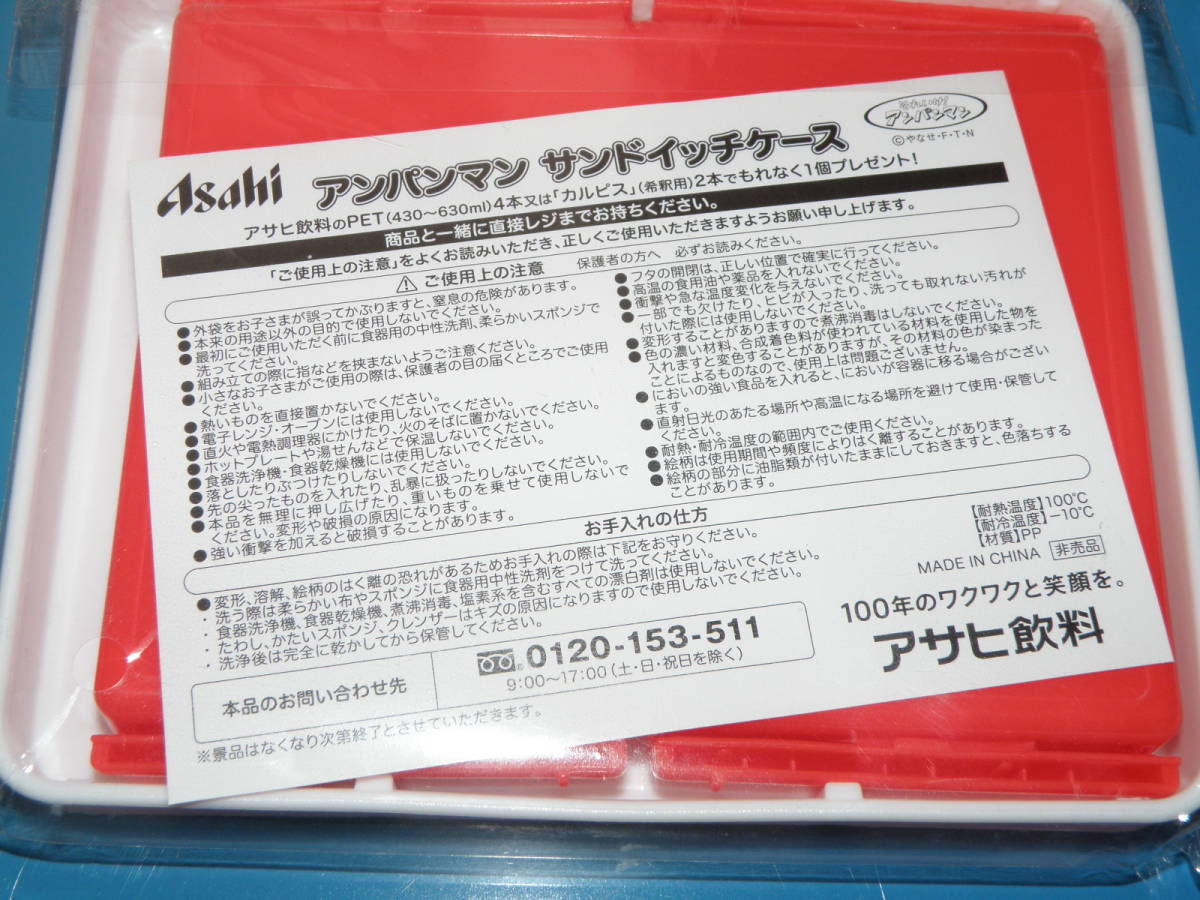 それいけ!
アンパンマン
©やなせ・F・T・N
Asahi
アンパンマン サンドイッチケース
アサヒ飲料のPET(430〜630ml)4本又は「カルピス」(希釈用)2本でもれなく1個プレゼント!
商品と一緒に直接レジまでお持ちください。
「ご使用上の注意」をよくお読みいただき、正しくご使用いただきますようお願い申し上げます。
⚠ ご使用上の注意 保護者の方へ 必ずお読みください。
●外袋をお子さまが誤ってかぶりますと、窒息の危険があります。
●本来の用途以外の目的で使用しないでください。
●最初にご使用いただく前に食器用の中性洗剤、柔らかいスポンジで
洗ってください。
●組み立ての際に指などを挟まないようご注意ください。
●小さなお子さまがご使用の際は、保護者の目の届くところでご使用
ください。
●熱いものを直接置かないでください。
●電子レンジ・オーブンには使用しないでください。
●直火や電熱調理器にかけたり、火のそばに置かないでください。
●ホットプレートや湯せんなどで保温しないでください。
●食器洗浄機・食器乾燥機には使用しないでください。
●落としたりぶつけたりしないでください。
●先の尖ったものを入れたり、乱暴に扱ったりしないでください。
●本品を無理に押し広げたり、重いものを乗せて使用しないで
ください。変形や破損の原因になります。
●強い衝撃を加えると破損することがあります。
●フタの開閉は、正しい位置で確実に行ってください。
●高温の食用油や薬品を入れないでください。
●衝撃や急な温度変化を与えないでください。
●一部でも欠けたり、ヒビが入ったり、洗っても取れない汚れが
付いた際には使用しないでください。
●変形することがありますので煮沸消毒はしないでください。
●色の濃い材料、合成着色料が使われている材料を使用した物を
入れますと変色することがありますが、その材料の色が染まった
ことによるものなので、使用上は問題ございません。
●においの強い食品を入れると、においが容器に移る場合がござい
ます。
●直射日光のあたる場所や高温になる場所を避けて使用・保管して
ください。
●耐熱・耐冷温度の範囲内でご使用ください。
●絵柄は使用期間や頻度によりはく離することがあります。
●絵柄の部分に油脂類が付いたままにしておきますと、色落ちする
ことがあります。
お手入れの仕方
●変形、溶解、絵柄のはく離の恐れがあるためお手入れの際は下記をお守りください。
・洗う際は柔らかい布やスポンジに食器用中性洗剤をつけて洗ってください。
・食器洗浄機、食器乾燥機、煮沸消毒、塩素系を含むすべての漂白剤は使用しないでください。
・たわし、かたいスポンジ、クレンザーはキズの原因になりますので使用しないでください。
・洗浄後は完全に乾かしてから保管してください。
【耐熱温度】100℃
【耐冷温度】-10℃
【材質】PP
MADE IN CHINA 非売品
本品のお問い合わせ先
0120-153-511
9:00〜17:00(土・日・祝日を除く)
100年のワクワクと笑顔を。
アサヒ飲料
※景品はなくなり次第終了とさせていただきます。